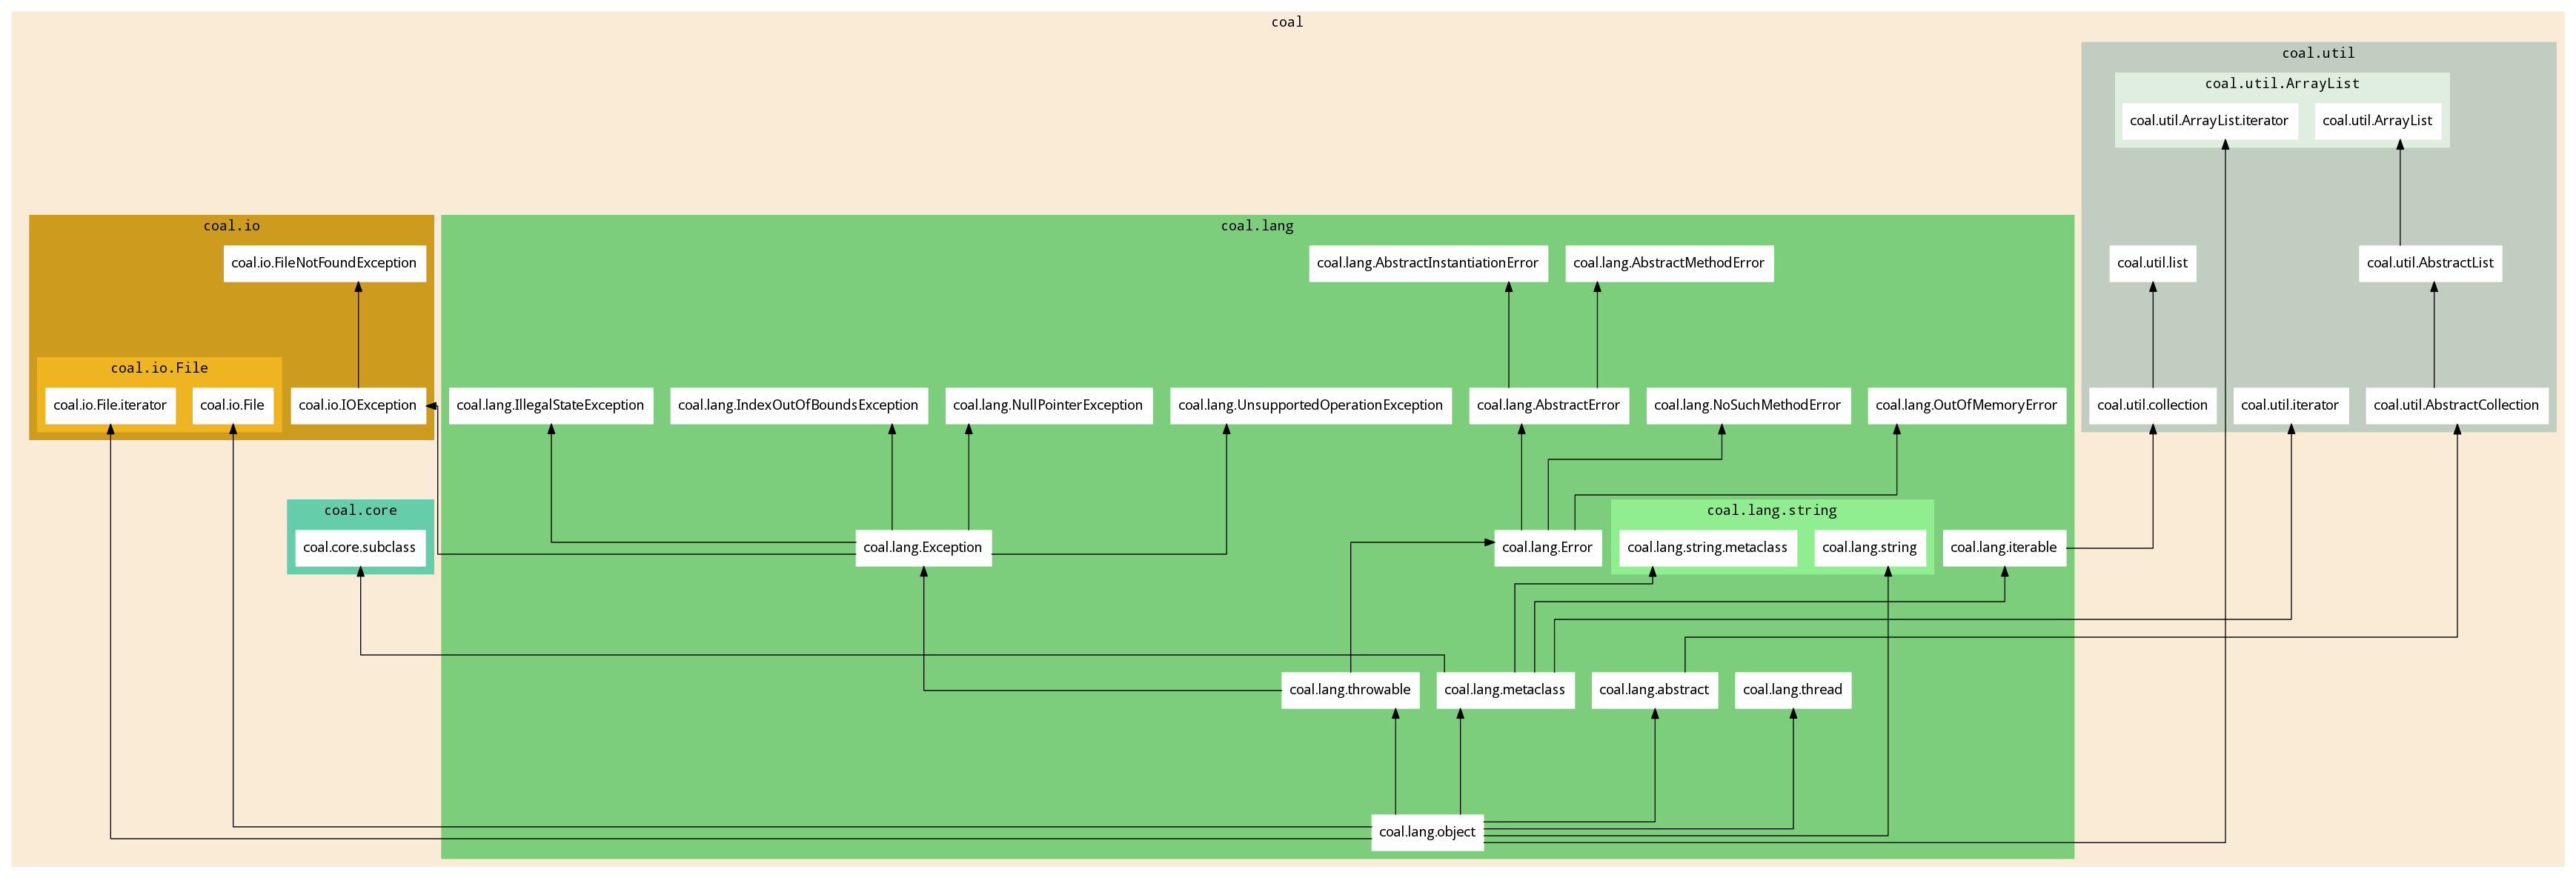 coal
coal.util
coal.util.ArrayList
coal.util.ArrayList.iterator
coal.util.ArrayList
coal.io
coal.lang
coal.io.FileNotFoundException
coal.lang.AbstractInstantiationError
coal.lang.AbstractMethodError
coal.util.list
coal.util.AbstractList
coal.io.File
coal.io.File.iterator
coal.io.File
coal.io.IOException
coal.lang.IllegalStateException
coal.lang.IndexOutOfBoundsException
coal.lang.NullPointerException
coal.lang.UnsupportedOperationException
coal.lang.AbstractError
coal.lang.NoSuchMethodError
coal.lang.OutOfMemoryError
coal.util.collection
coal.util.iterator
coal.util.AbstractCollection
coal.core
coal.lang.string
coal.core.subclass
coal.lang.Exception
coal.lang.Error
coal.lang.string.metaclass
coal.lang.string
coal.lang.iterable
coal.lang.throwable
coal.lang.metaclass
coal.lang.abstract
coal.lang.thread
coal.lang.object